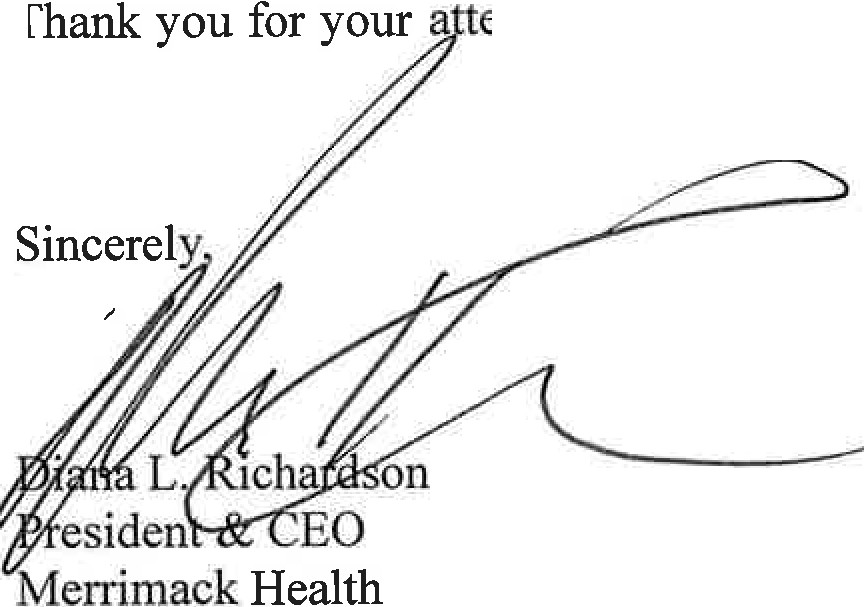 Thank you for your atte
Sincerely,
Diana L. Richardson
President & CEO
Merrimack Health